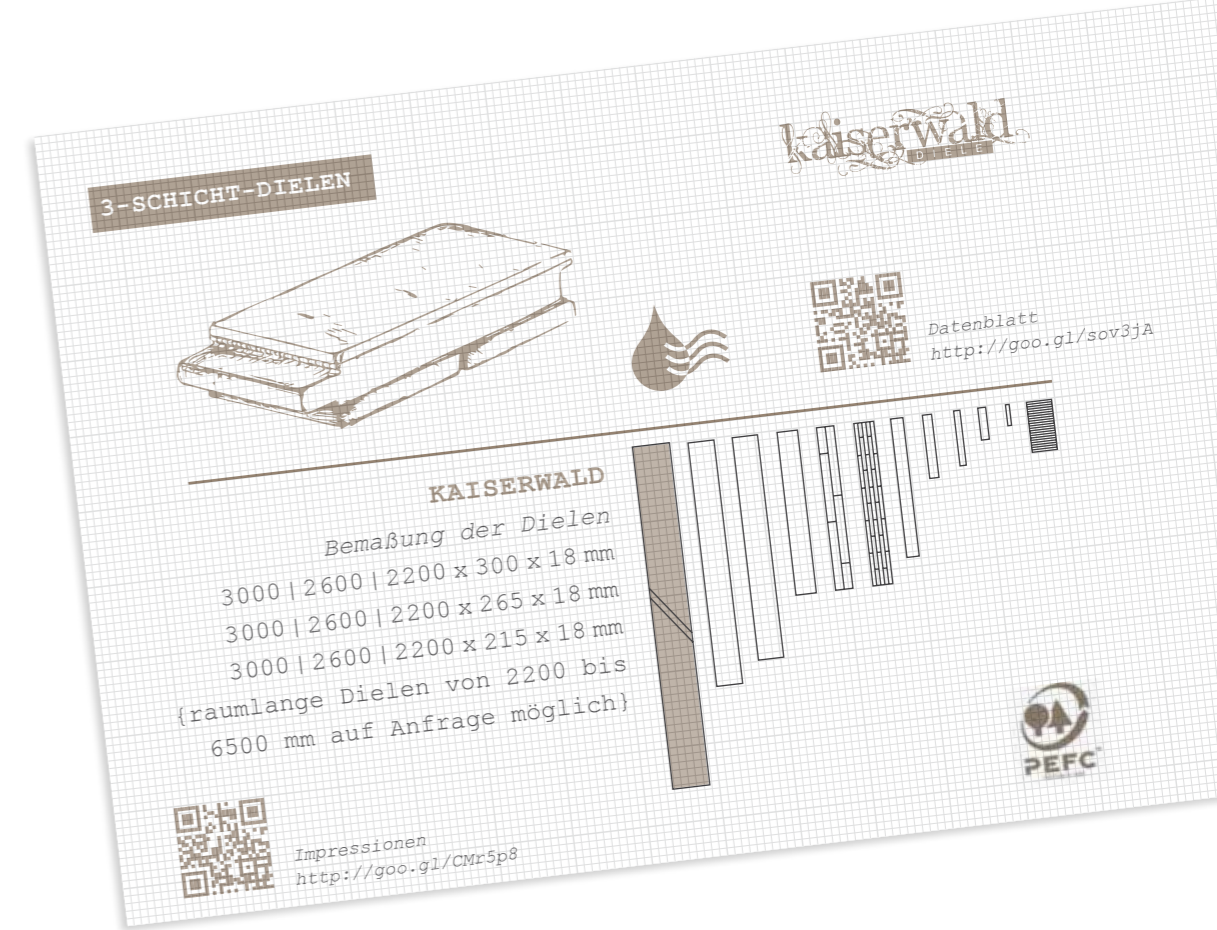 kaiserwald
DIELE
3-SCHICHT-DIELEN
Datenblatt
http://goo.gl/sov3jA
KAISERWALD
Bemaßung der Dielen
3000 | 2600 | 2200 x 300 x 18 mm
3000 | 2600 | 2200 x 265 x 18 mm
3000 | 2600 | 2200 x 215 x 18 mm
{raumlange Dielen von 2200 bis
6500 mm auf Anfrage möglich}
PEFC
Impressionen
http://goo.gl/CMr5p8